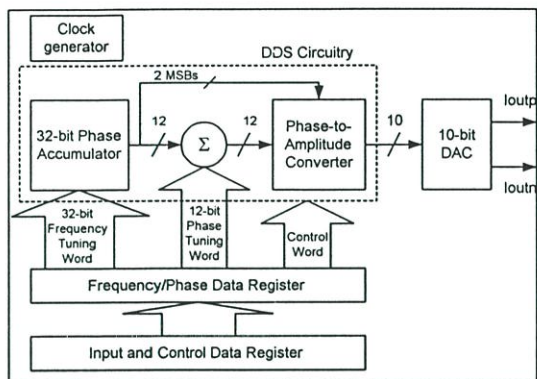 Clock
generator
DDS Circuitry
2 MSBs
32-bit Phase
Accumulator
12
Σ
12
Phase-to-
Amplitude
Converter
10
10-bit
DAC
Ioutp
Ioutn
32-bit
Frequency
Tuning
Word
12-bit
Phase
Tuning
Word
Control
Word
Frequency/Phase Data Register
Input and Control Data Register